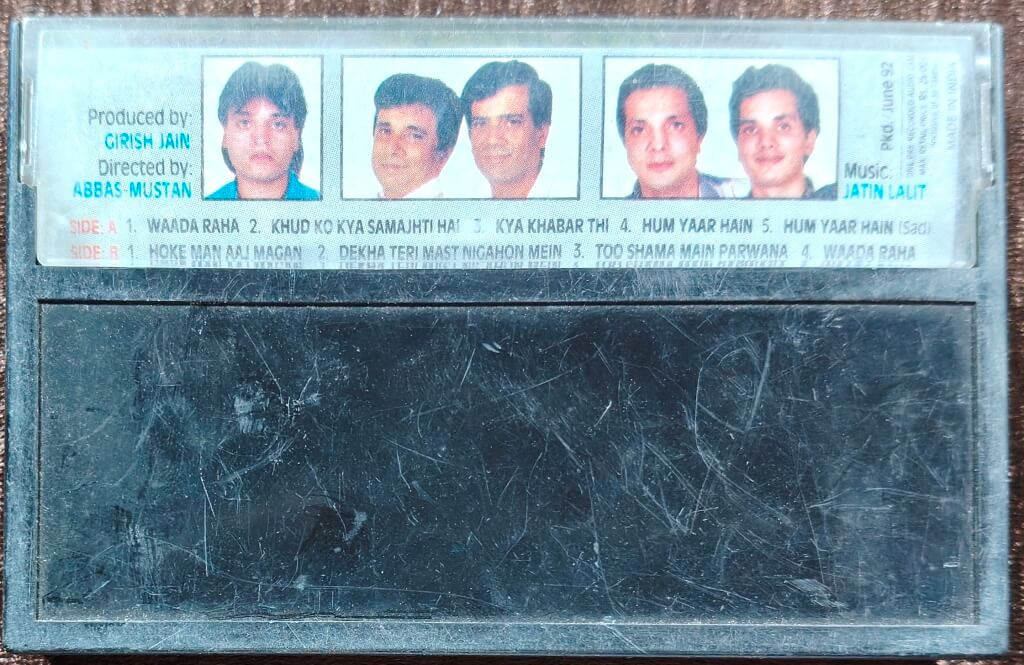 Produced by:
GIRISH JAIN
Directed by:
ABBAS-MUSTAN
Music:
JATIN LALIT
Pkd. June 92
MADE IN INDIA
SIDE: A 1. WAADA RAHA 2. KHUD KO KYA SAMAJHTI HAI 3. KYA KHABAR THI 4. HUM YAAR HAIN 5. HUM YAAR HAIN (Sad)
SIDE: B 1. HOKE MAN AAJ MAGAN 2. DEKHA TERI MAST NIGAHON MEIN 3. TOO SHAMA MAIN PARWANA 4. WAADA RAHA